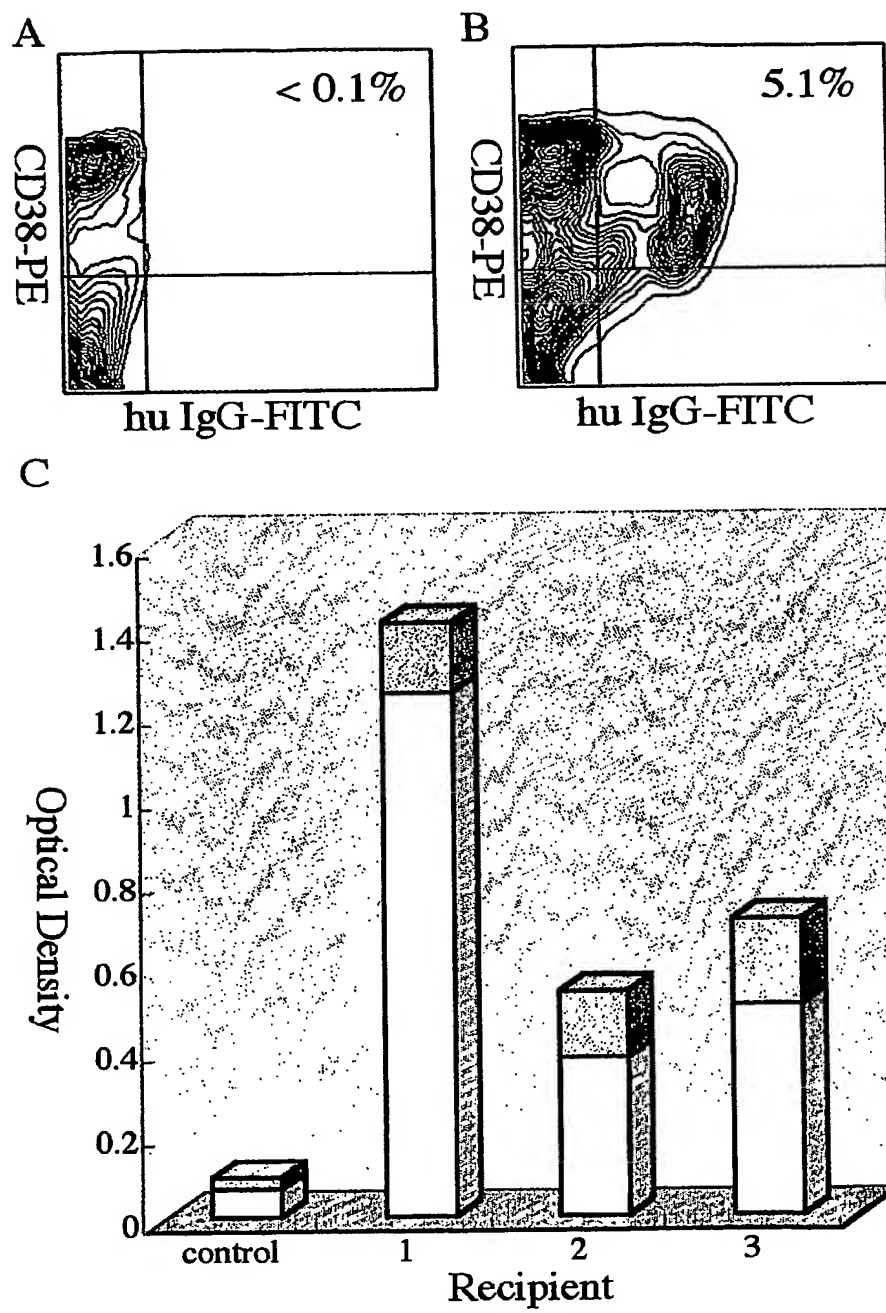 A
< 0.1%
CD38-PE
hu IgG-FITC
B
5.1%
CD38-PE
hu IgG-FITC
C
1.6
1.4
1.2
1
0.8
0.6
0.4
0.2
0
Optical Density
control
1
2
3
Recipient